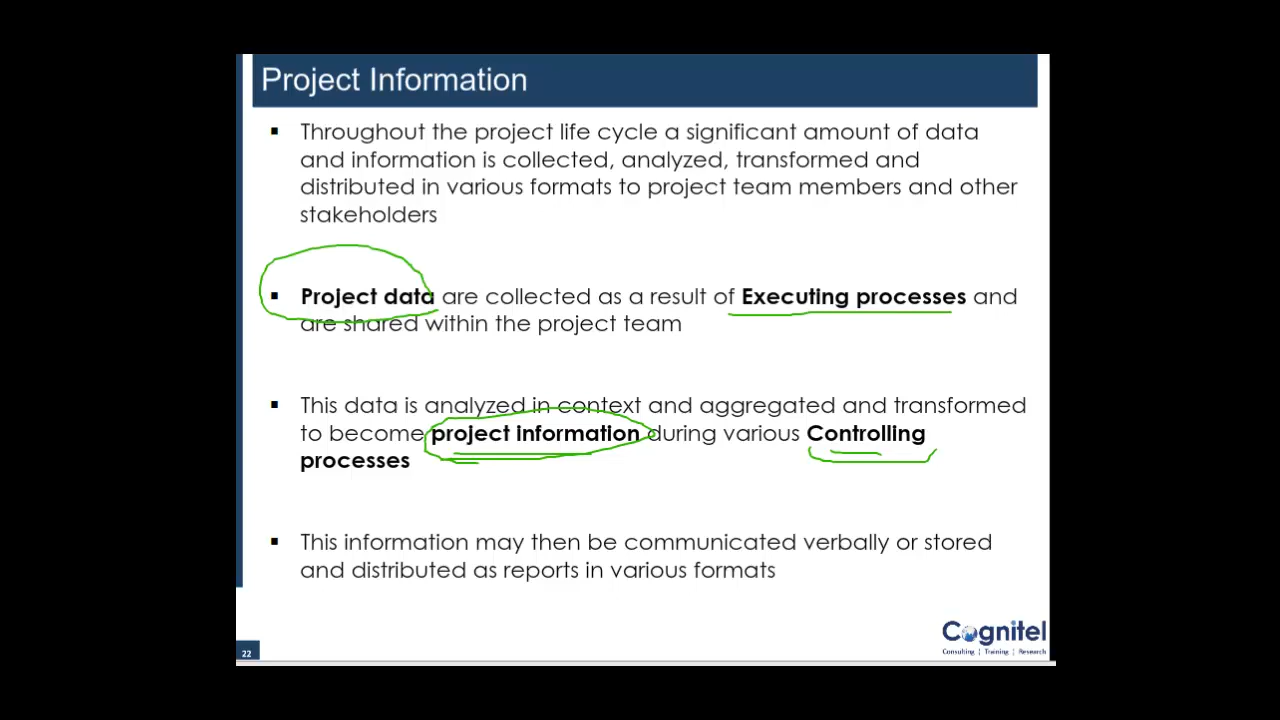 Project Information
▪ Throughout the project life cycle a significant amount of data
and information is collected, analyzed, transformed and
distributed in various formats to project team members and other
stakeholders
▪ Project data are collected as a result of Executing processes and
are shared within the project team
▪ This data is analyzed in context and aggregated and transformed
to become project information during various Controlling
processes
▪ This information may then be communicated verbally or stored
and distributed as reports in various formats
Cognitel
Consulting | Training | Research
22